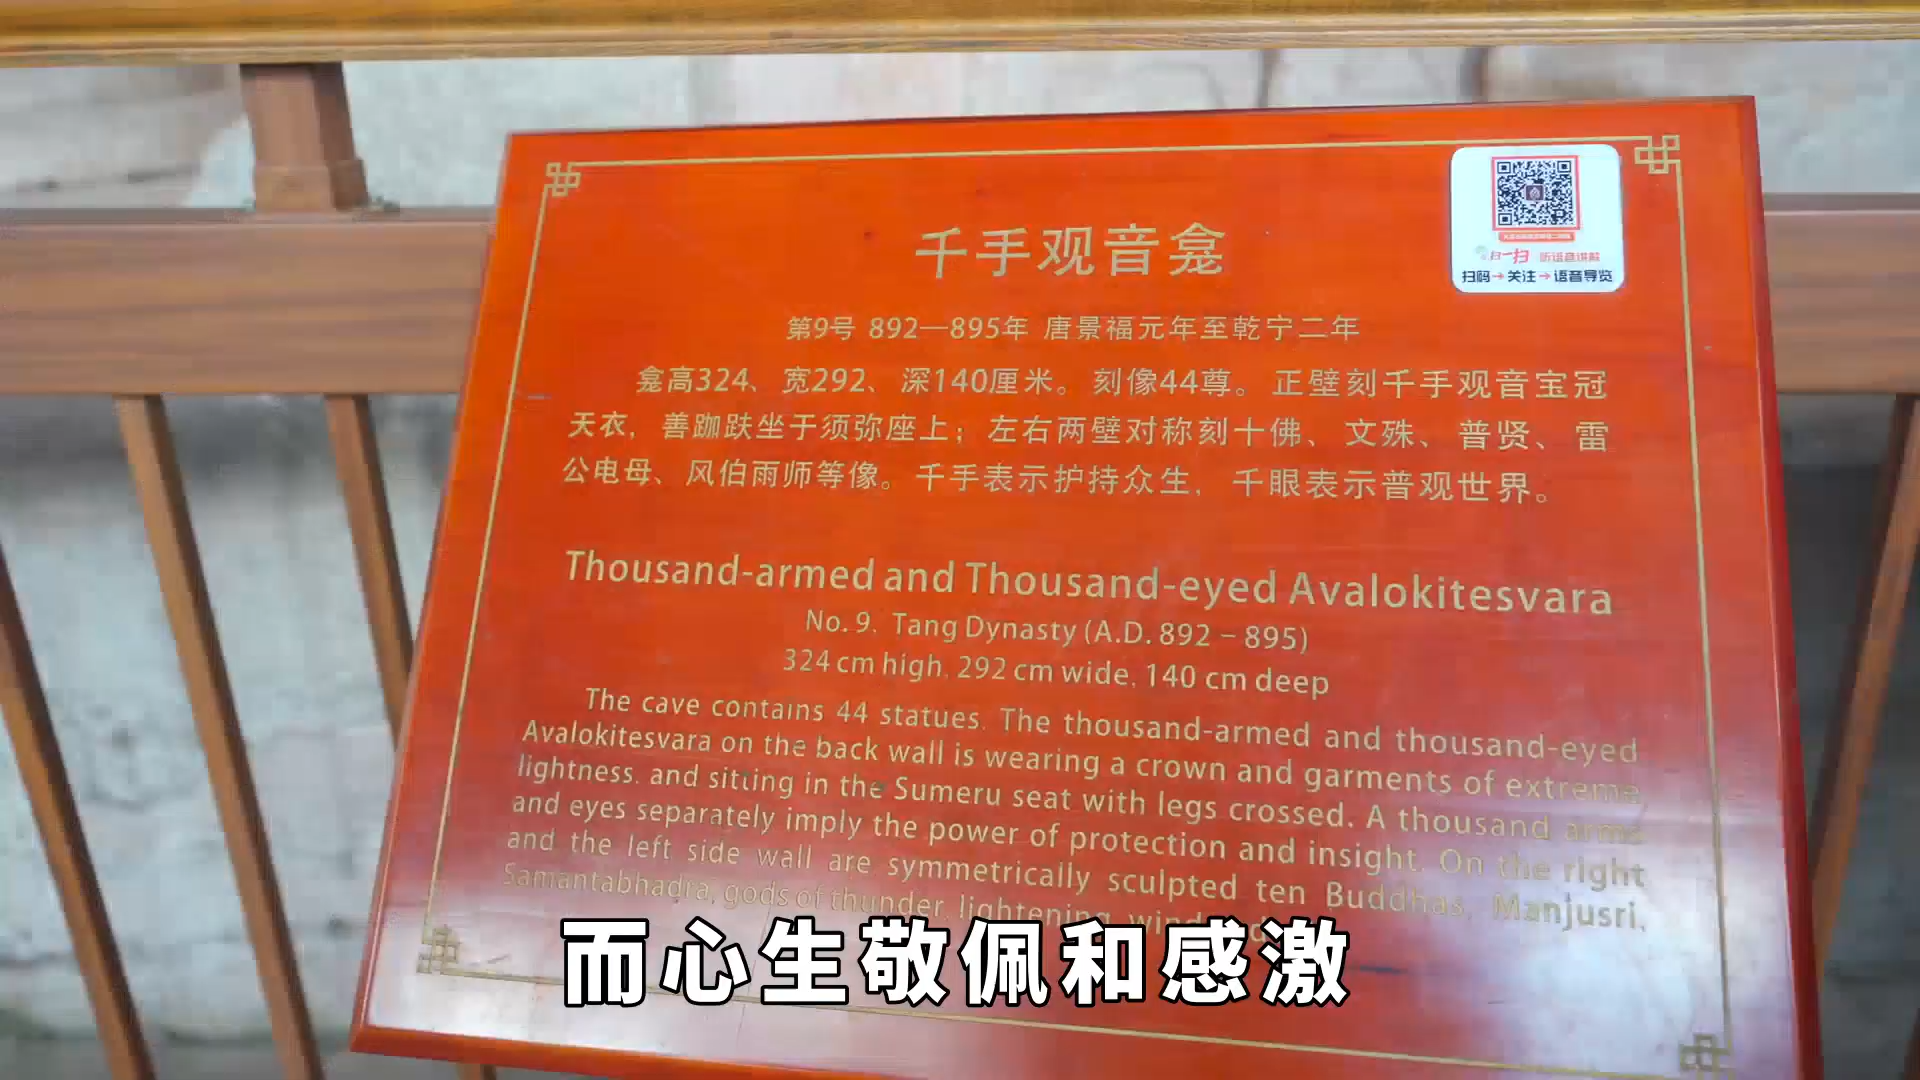 千手观音龛
扫一扫 听语音讲解
扫码→关注→语音导览
第9号 892—895年 唐景福元年至乾宁二年
龛高324、宽292、深140厘米。刻像44尊。正壁刻千手观音宝冠
天衣，善跏趺坐于须弥座上；左右两壁对称刻十佛、文殊、普贤、雷
公电母、风伯雨师等像。千手表示护持众生，千眼表示普观世界。
Thousand-armed and Thousand-eyed Avalokitesvara
No. 9. Tang Dynasty (A.D. 892 – 895)
324 cm high, 292 cm wide, 140 cm deep
The cave contains 44 statues. The thousand-armed and thousand-eyed
Avalokitesvara on the back wall is wearing a crown and garments of extreme
lightness, and sitting in the Sumeru seat with legs crossed. A thousand arms
and eyes separately imply the power of protection and insight. On the right
and the left side wall are symmetrically sculpted ten Buddhas, Manjusri,
Samantabhadra, gods of thunder, lightening, wind
而心生敬佩和感激